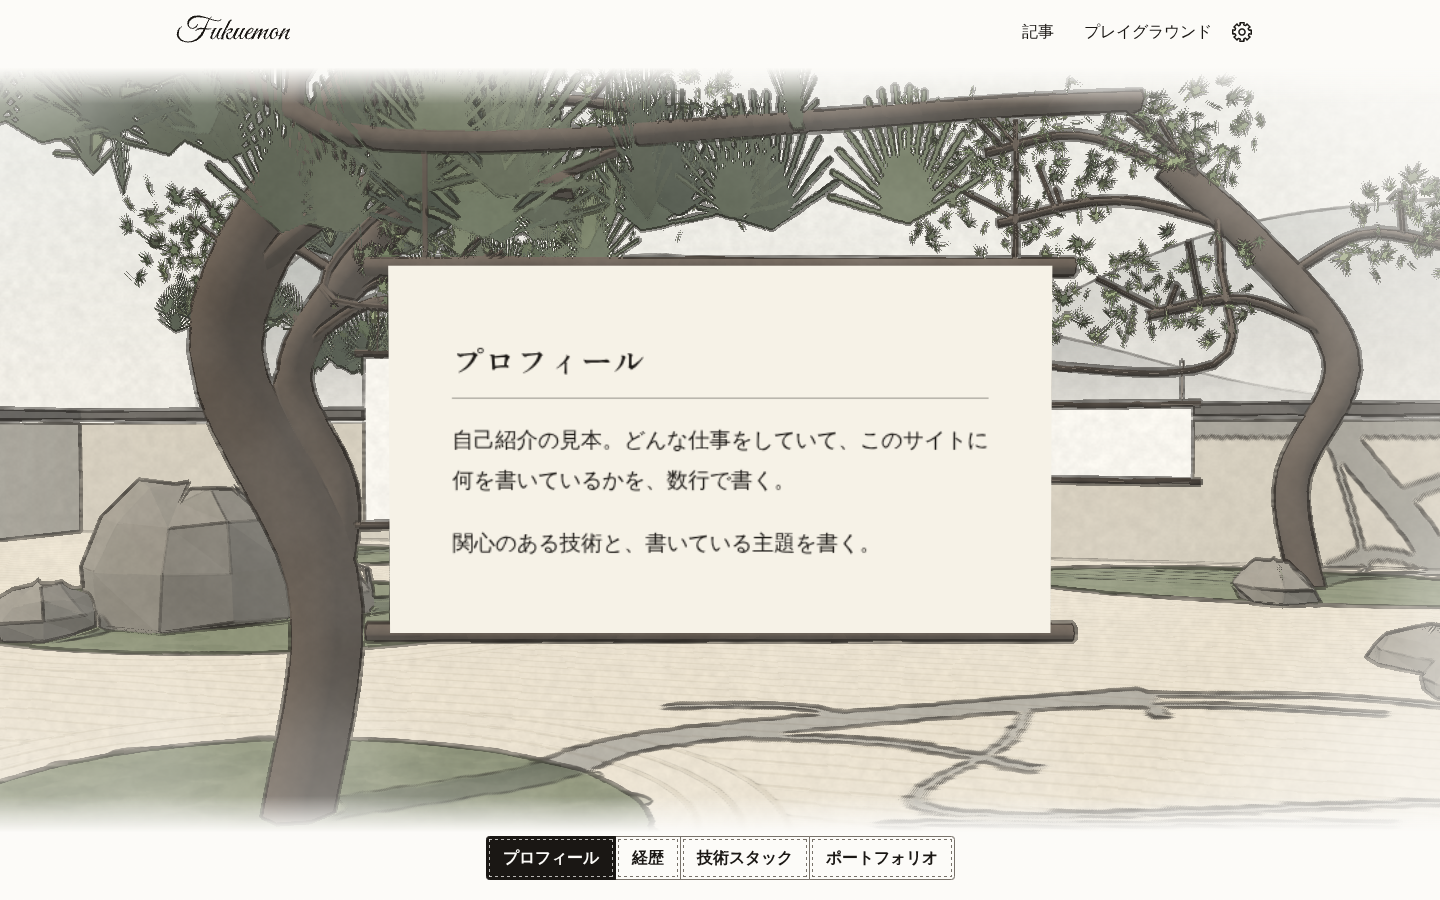 Fukuemon
記事
プレイグラウンド
プロフィール
自己紹介の見本。どんな仕事をしていて、このサイトに
何を書いているかを、数行で書く。
関心のある技術と、書いている主題を書く。
プロフィール
経歴
技術スタック
ポートフォリオ